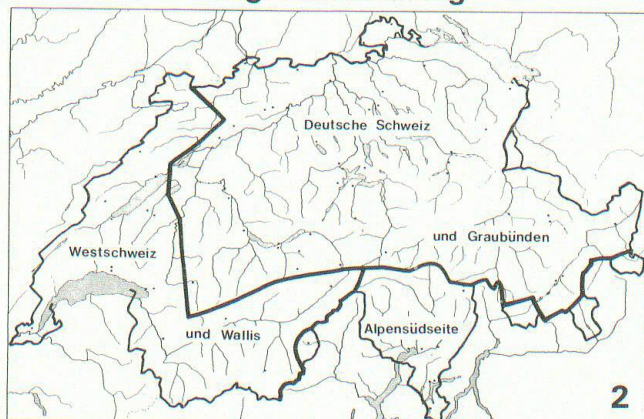 Deutsche Schweiz
und Graubünden
Westschweiz
und Wallis
Alpensüdseite
2